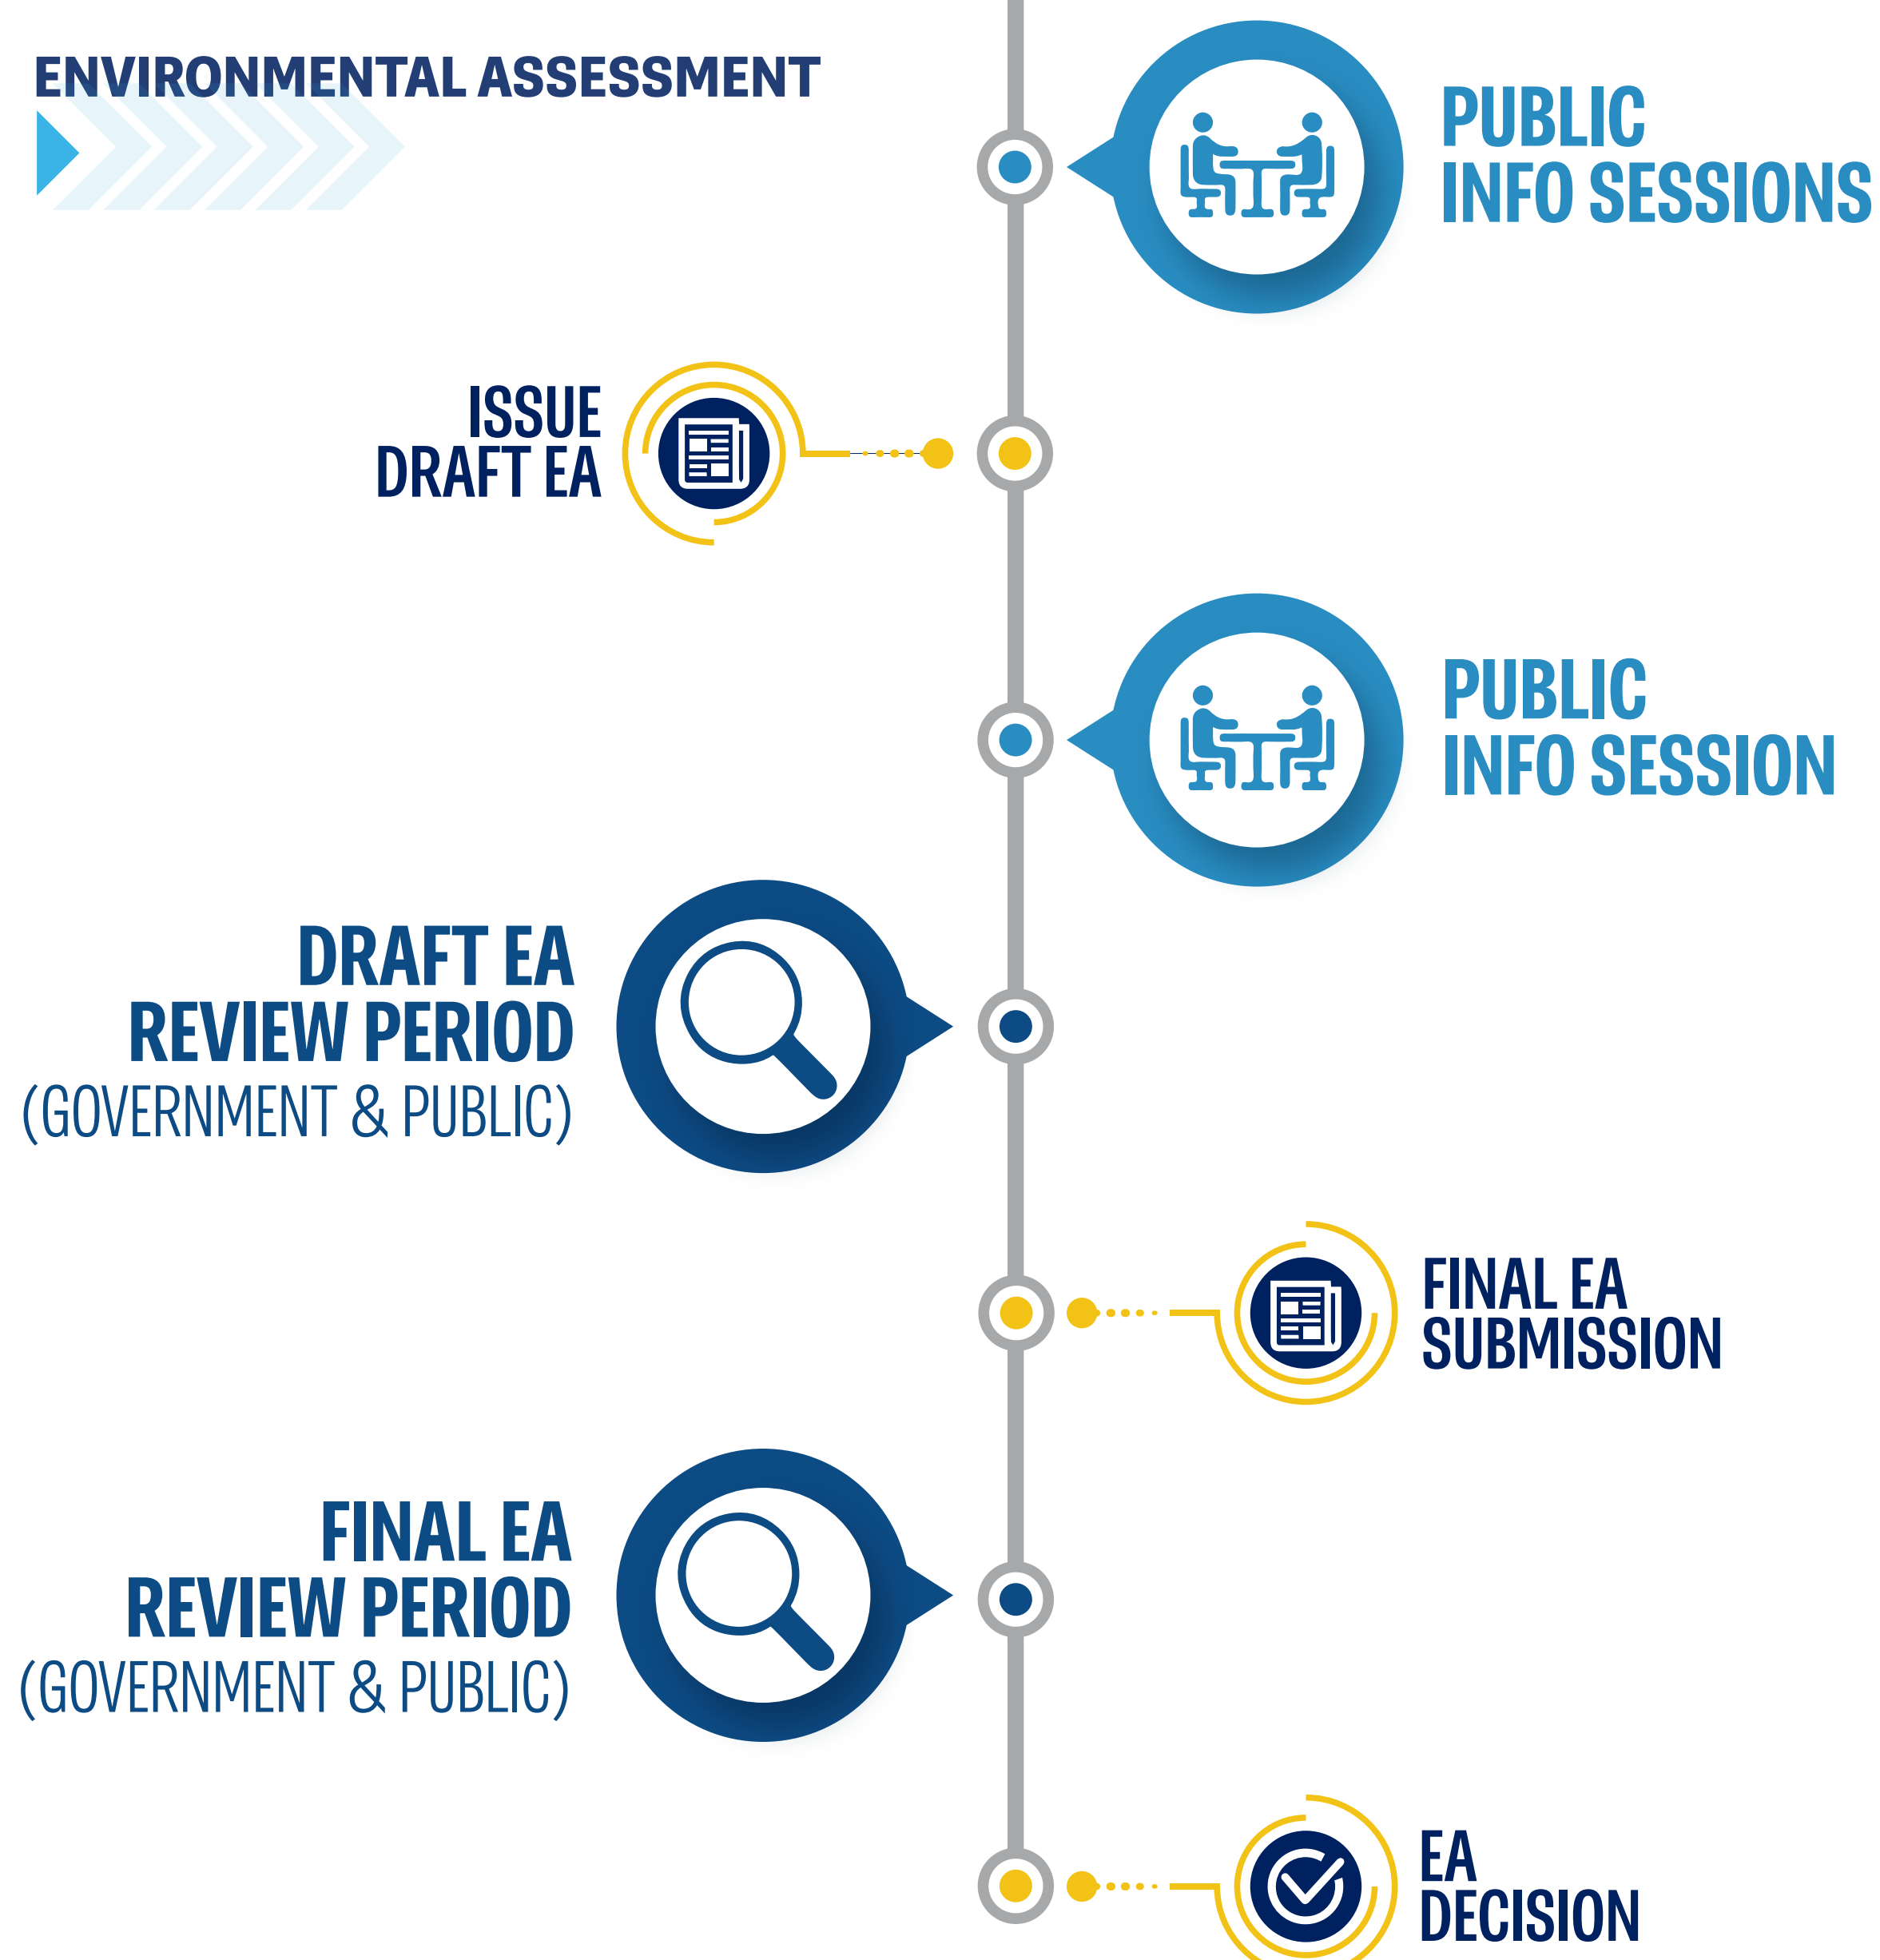 ENVIRONMENTAL ASSESSMENT
PUBLIC
INFO SESSIONS
ISSUE
DRAFT EA
PUBLIC
INFO SESSION
DRAFT EA
REVIEW PERIOD
(GOVERNMENT & PUBLIC)
FINAL EA
SUBMISSION
FINAL EA
REVIEW PERIOD
(GOVERNMENT & PUBLIC)
EA
DECISION